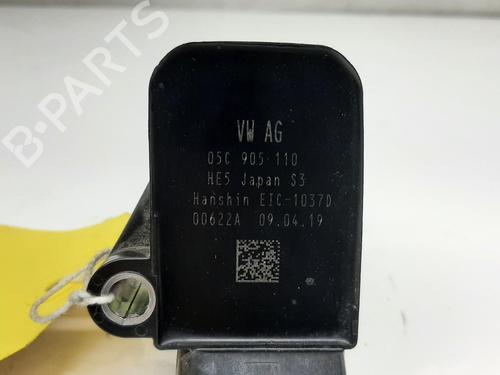 B-PARTS
VW AG
05C 905 110
HE5 Japan S3
Hanshin EIC-1037D
00622A 09.04.19